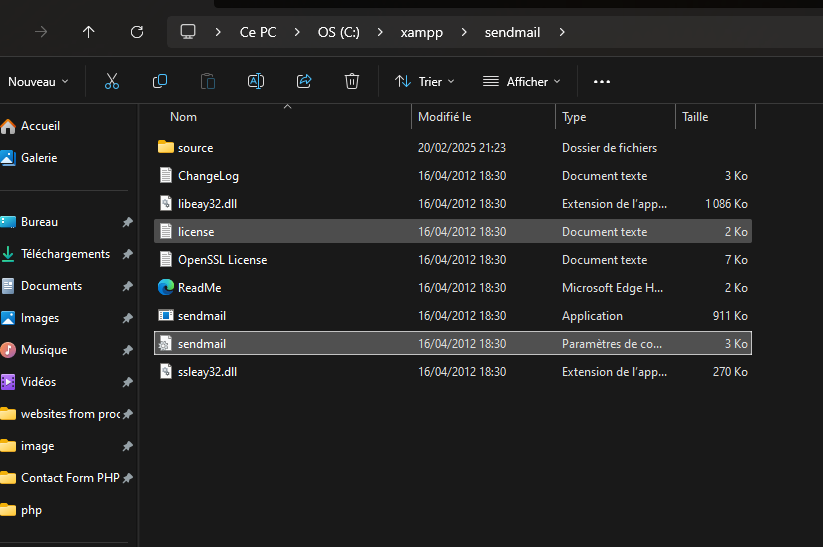 Ce PC > OS (C:) > xampp > sendmail >
Nouveau Trier Afficher ...
Nom Modifié le Type Taille
Accueil
Galerie
Bureau
Téléchargements
Documents
Images
Musique
Vidéos
websites from proc
image
Contact Form PHP
php
source 20/02/2025 21:23 Dossier de fichiers
ChangeLog 16/04/2012 18:30 Document texte 3 Ko
libeay32.dll 16/04/2012 18:30 Extension de l'app... 1 086 Ko
license 16/04/2012 18:30 Document texte 2 Ko
OpenSSL License 16/04/2012 18:30 Document texte 7 Ko
ReadMe 16/04/2012 18:30 Microsoft Edge H... 2 Ko
sendmail 16/04/2012 18:30 Application 911 Ko
sendmail 16/04/2012 18:30 Paramètres de co... 3 Ko
ssleay32.dll 16/04/2012 18:30 Extension de l'app... 270 Ko